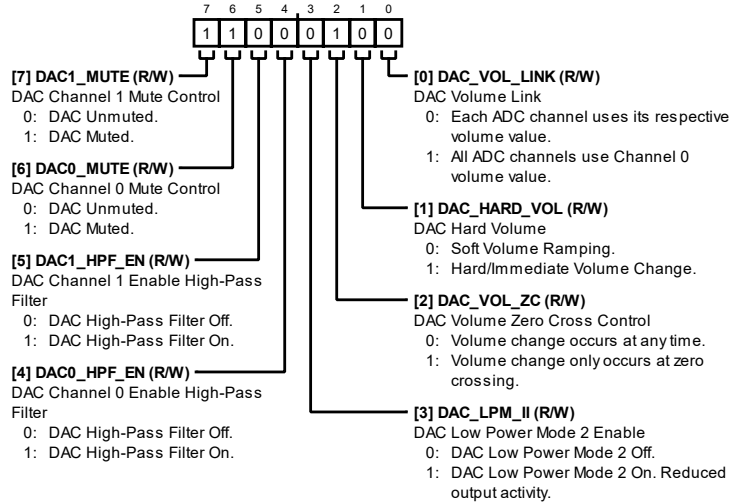 7 6 5 4 3 2 1 0
1 1 0 0 0 1 0 0
[7] DAC1_MUTE (R/W)
DAC Channel 1 Mute Control
0: DAC Unmuted.
1: DAC Muted.
[6] DAC0_MUTE (R/W)
DAC Channel 0 Mute Control
0: DAC Unmuted.
1: DAC Muted.
[5] DAC1_HPF_EN (R/W)
DAC Channel 1 Enable High-Pass
Filter
0: DAC High-Pass Filter Off.
1: DAC High-Pass Filter On.
[4] DAC0_HPF_EN (R/W)
DAC Channel 0 Enable High-Pass
Filter
0: DAC High-Pass Filter Off.
1: DAC High-Pass Filter On.
[0] DAC_VOL_LINK (R/W)
DAC Volume Link
0: Each ADC channel uses its respective
volume value.
1: All ADC channels use Channel 0
volume value.
[1] DAC_HARD_VOL (R/W)
DAC Hard Volume
0: Soft Volume Ramping.
1: Hard/Immediate Volume Change.
[2] DAC_VOL_ZC (R/W)
DAC Volume Zero Cross Control
0: Volume change occurs at any time.
1: Volume change only occurs at zero
crossing.
[3] DAC_LPM_II (R/W)
DAC Low Power Mode 2 Enable
0: DAC Low Power Mode 2 Off.
1: DAC Low Power Mode 2 On. Reduced
output activity.